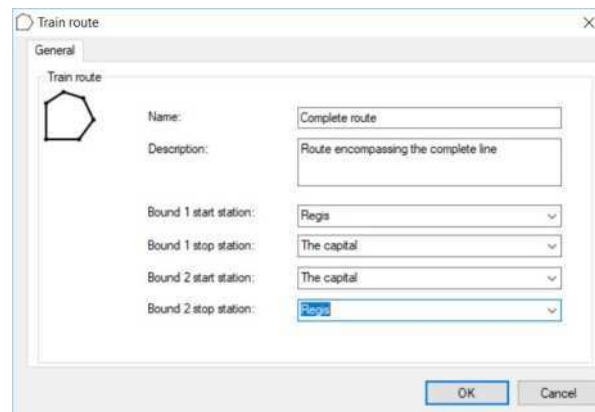 Train route
General
Train route
Name: Complete route
Description: Route encompassing the complete line
Bound 1 start station: Regis
Bound 1 stop station: The capital
Bound 2 start station: The capital
Bound 2 stop station: Regis
OK Cancel